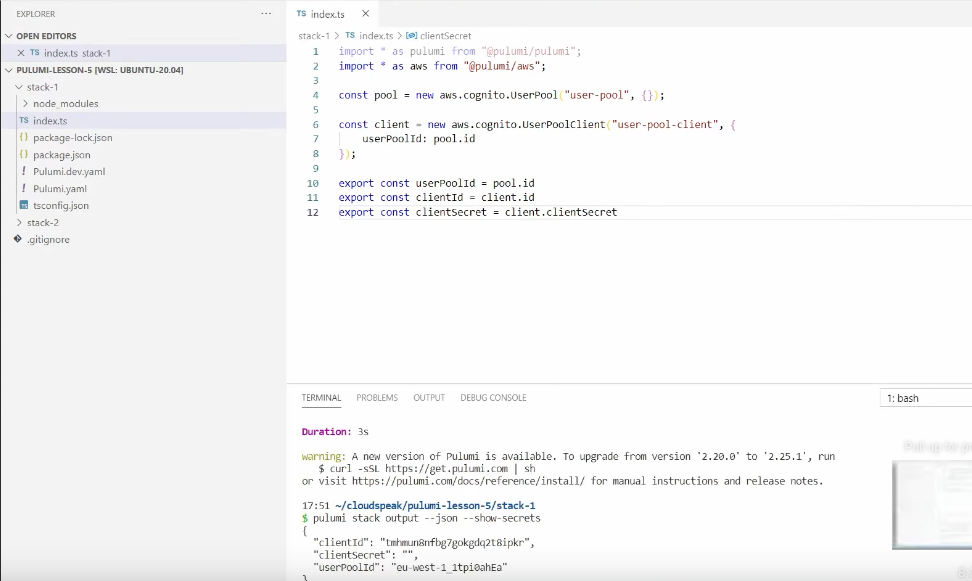 EXPLORER
OPEN EDITORS
TS index.ts stack-1
PULUMI-LESSON-5 [WSL: UBUNTU-20.04]
stack-1
node_modules
TS index.ts
{} package-lock.json
{} package.json
! Pulumi.dev.yaml
! Pulumi.yaml
tsconfig.json
stack-2
.gitignore
TS index.ts
stack-1 > TS index.ts > clientSecret
1 import * as pulumi from "@pulumi/pulumi";
2 import * as aws from "@pulumi/aws";
3
4 const pool = new aws.cognito.UserPool("user-pool", {});
5
6 const client = new aws.cognito.UserPoolClient("user-pool-client", {
7 userPoolId: pool.id
8 });
9
10 export const userPoolId = pool.id
11 export const clientId = client.id
12 export const clientSecret = client.clientSecret
TERMINAL PROBLEMS OUTPUT DEBUG CONSOLE 1: bash
Duration: 3s
warning: A new version of Pulumi is available. To upgrade from version '2.20.0' to '2.25.1', run
$ curl -sSL https://get.pulumi.com | sh
or visit https://pulumi.com/docs/reference/install/ for manual instructions and release notes.
17:51 ~/cloudspeak/pulumi-lesson-5/stack-1
$ pulumi stack output --json --show-secrets
{
"clientId": "tmhmun8nfbg7gokgdq2t8ipkr",
"clientSecret": "",
"userPoolId": "eu-west-1_1tpi0ahEa"
}
Pull up for